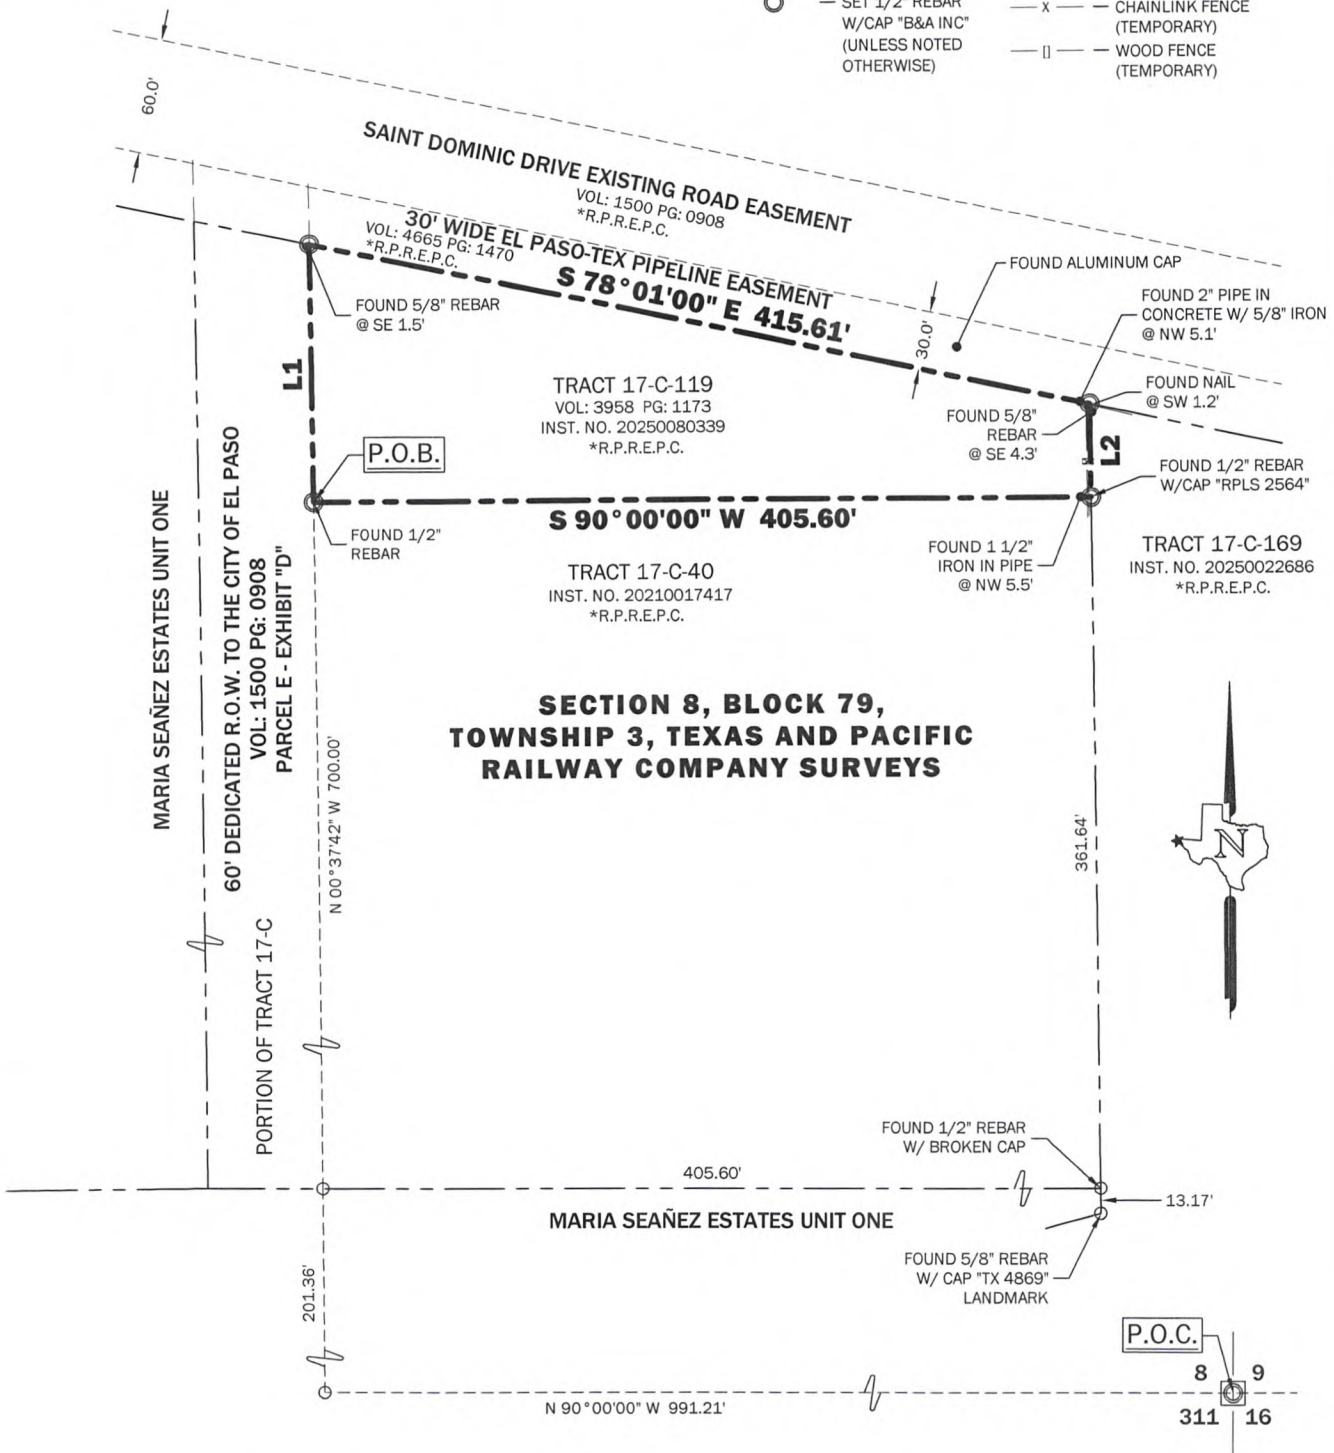 SET 1/2" REBAR
W/CAP "B&A INC"
(UNLESS NOTED
OTHERWISE)
X
CHAINLINK FENCE
(TEMPORARY)
[]
WOOD FENCE
(TEMPORARY)
60.0'
SAINT DOMINIC DRIVE EXISTING ROAD EASEMENT
VOL: 1500 PG: 0908
*R.P.R.E.P.C.
30' WIDE EL PASO-TEX PIPELINE EASEMENT
VOL: 4665 PG: 1470
*R.P.R.E.P.C.
S 78°01'00" E 415.61'
30.0'
FOUND ALUMINUM CAP
FOUND 2" PIPE IN
CONCRETE W/ 5/8" IRON
@ NW 5.1'
FOUND NAIL
@ SW 1.2'
FOUND 5/8" REBAR
@ SE 1.5'
L1
TRACT 17-C-119
VOL: 3958 PG: 1173
INST. NO. 20250080339
*R.P.R.E.P.C.
FOUND 5/8"
REBAR
@ SE 4.3'
L2
P.O.B.
FOUND 1/2" REBAR
W/CAP "RPLS 2564"
S 90°00'00" W 405.60'
FOUND 1/2"
REBAR
FOUND 1 1/2"
IRON IN PIPE
@ NW 5.5'
TRACT 17-C-169
INST. NO. 20250022686
*R.P.R.E.P.C.
TRACT 17-C-40
INST. NO. 20210017417
*R.P.R.E.P.C.
MARIA SEAÑEZ ESTATES UNIT ONE
60' DEDICATED R.O.W. TO THE CITY OF EL PASO
VOL: 1500 PG: 0908
PARCEL E - EXHIBIT "D"
PORTION OF TRACT 17-C
N 00°37'42" W 700.00'
SECTION 8, BLOCK 79,
TOWNSHIP 3, TEXAS AND PACIFIC
RAILWAY COMPANY SURVEYS
361.64'
N
FOUND 1/2" REBAR
W/ BROKEN CAP
405.60'
13.17'
MARIA SEAÑEZ ESTATES UNIT ONE
FOUND 5/8" REBAR
W/ CAP "TX 4869"
LANDMARK
201.36'
P.O.C.
8 9
311 16
N 90°00'00" W 991.21'